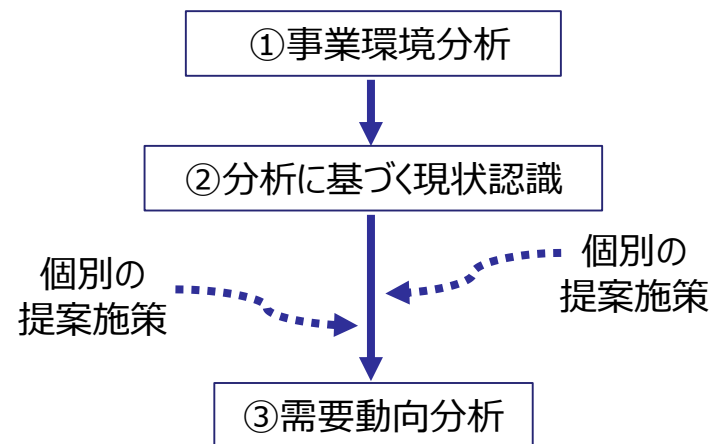 ①事業環境分析
②分析に基づく現状認識
個別の
提案施策
個別の
提案施策
③需要動向分析